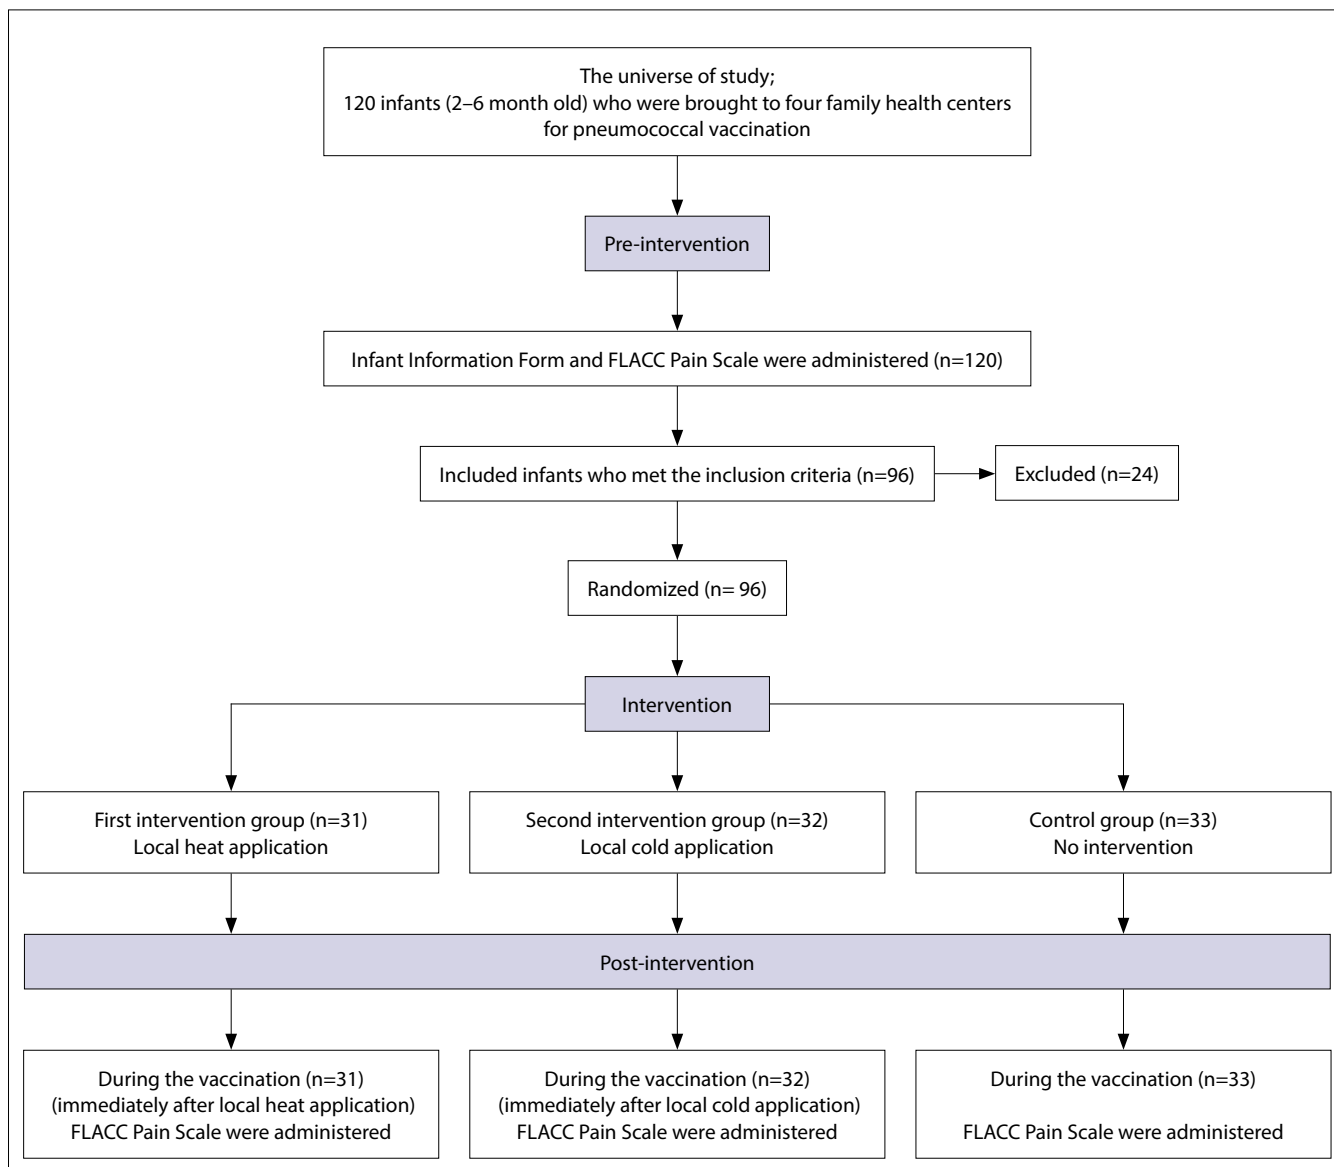 The universe of study;
120 infants (2–6 month old) who were brought to four family health centers
for pneumococcal vaccination
Pre-intervention
Infant Information Form and FLACC Pain Scale were administered (n=120)
Included infants who met the inclusion criteria (n=96)
Excluded (n=24)
Randomized (n= 96)
Intervention
First intervention group (n=31)
Local heat application
Second intervention group (n=32)
Local cold application
Control group (n=33)
No intervention
Post-intervention
During the vaccination (n=31)
(immediately after local heat application)
FLACC Pain Scale were administered
During the vaccination (n=32)
(immediately after local cold application)
FLACC Pain Scale were administered
During the vaccination (n=33)
FLACC Pain Scale were administered